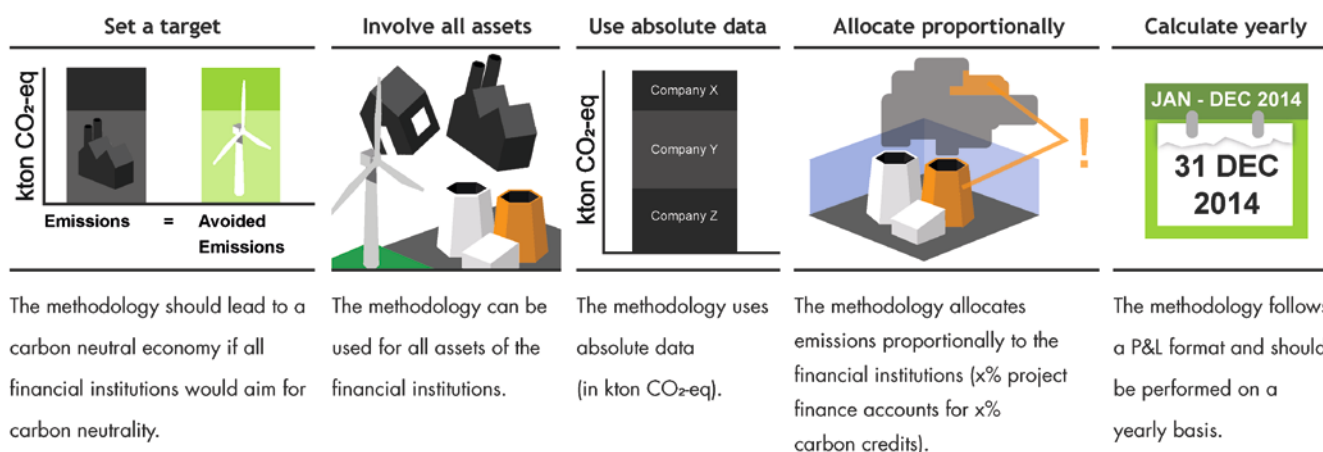 Set a target
kton CO₂-eq
Emissions = Avoided
Emissions
The methodology should lead to a
carbon neutral economy if all
financial institutions would aim for
carbon neutrality.
Involve all assets
The methodology can be
used for all assets of the
financial institutions.
Use absolute data
kton CO₂-eq
Company X
Company Y
Company Z
The methodology uses
absolute data
(in kton CO₂-eq).
Allocate proportionally
!
The methodology allocates
emissions proportionally to the
financial institutions (x% project
finance accounts for x%
carbon credits).
Calculate yearly
JAN - DEC 2014
31 DEC
2014
The methodology follows
a P&L format and should
be performed on a
yearly basis.